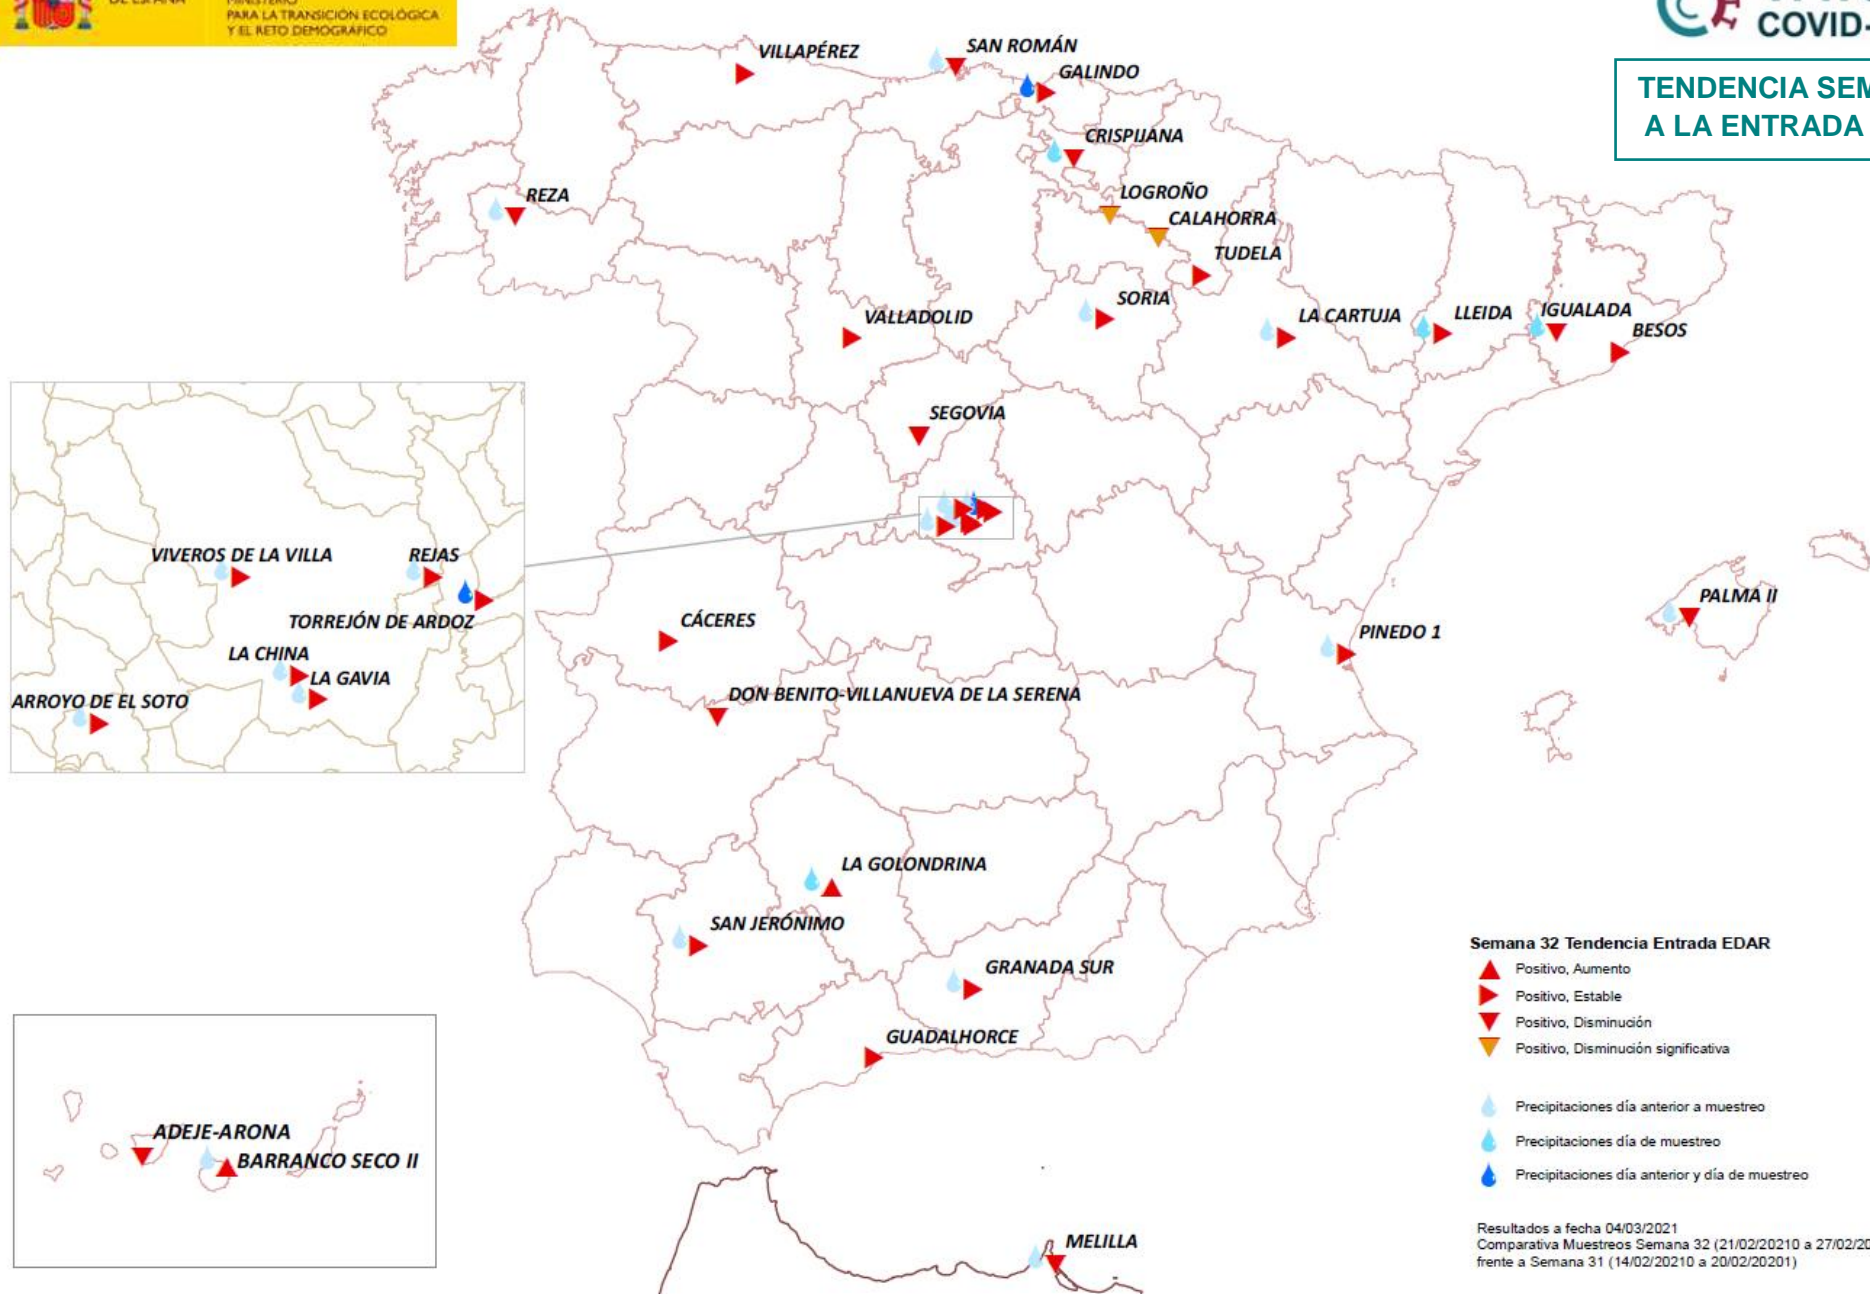 DE ESPAÑA
MINISTERIO
PARA LA TRANSICIÓN ECOLÓGICA
Y EL RETO DEMOGRÁFICO
COVID-
TENDENCIA SEM
A LA ENTRADA
VILLAPÉREZ
SAN ROMÁN
GALINDO
CRISPIJANA
REZA
LOGROÑO
CALAHORRA
TUDELA
SORIA
VALLADOLID
LA CARTUJA
LLEIDA
IGUALADA
BESOS
SEGOVIA
VIVEROS DE LA VILLA
REJAS
TORREJÓN DE ARDOZ
LA CHINA
LA GAVIA
ARROYO DE EL SOTO
CÁCERES
PALMA II
PINEDO 1
DON BENITO-VILLANUEVA DE LA SERENA
LA GOLONDRINA
SAN JERÓNIMO
GRANADA SUR
GUADALHORCE
ADEJE-ARONA
BARRANCO SECO II
MELILLA
Semana 32 Tendencia Entrada EDAR
Positivo, Aumento
Positivo, Estable
Positivo, Disminución
Positivo, Disminución significativa
Precipitaciones día anterior a muestreo
Precipitaciones día de muestreo
Precipitaciones día anterior y día de muestreo
Resultados a fecha 04/03/2021
Comparativa Muestreos Semana 32 (21/02/20210 a 27/02/20
frente a Semana 31 (14/02/20210 a 20/02/20201)